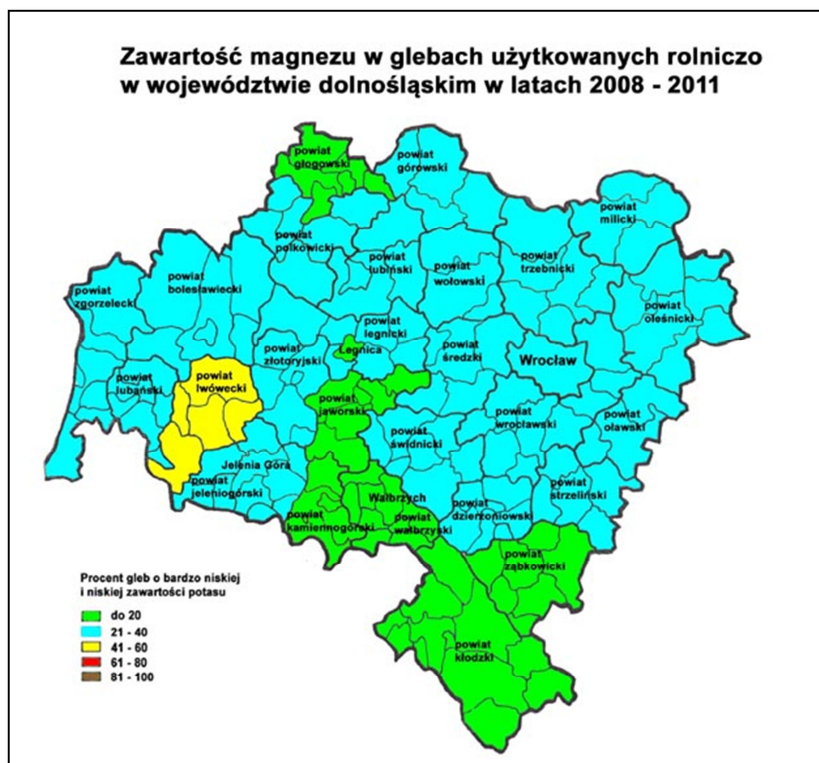 Zawartość magnezu w glebach użytkowanych rolniczo
w województwie dolnośląskim w latach 2008 - 2011
powiat
głogowski
powiat
górowski
powiat
milicki
powiat
polkowicki
powiat
lubiński
powiat
wołowski
powiat
trzebnicki
powiat
zgorzelecki
powiat
bolesławiecki
powiat
oleśnicki
powiat
legnicki
Legnica
powiat
złotoryjski
powiat
średzki
Wrocław
powiat
lubański
powiat
lwówecki
powiat
jaworski
powiat
wrocławski
powiat
oławski
powiat
świdnicki
Jelenia Góra
powiat
jeleniogórski
Wałbrzych
powiat
strzeliński
powiat
kamiennogórski
powiat
wałbrzyski
powiat
dzierżoniowski
powiat
ząbkowicki
powiat
kłodzki
Procent gleb o bardzo niskiej
i niskiej zawartości potasu
do 20
21 - 40
41 - 60
61 - 80
81 - 100